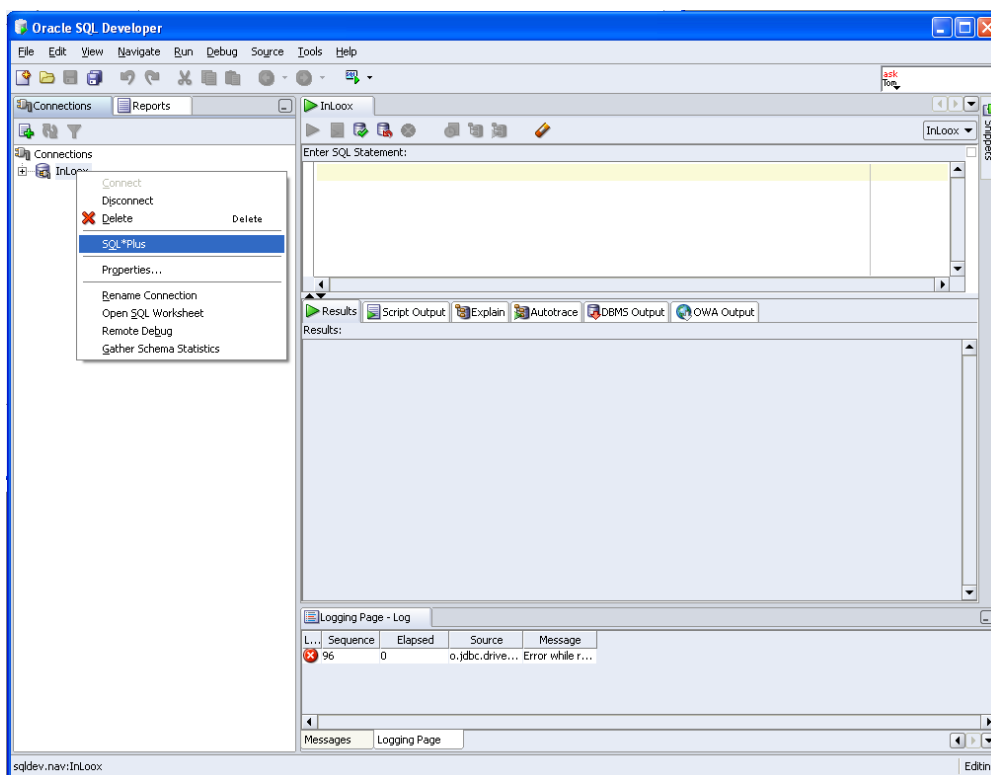 Oracle SQL Developer
File Edit View Navigate Run Debug Source Tools Help
ask
Tom
Connections Reports
InLoox
InLoox
Snippets
Connections
InLoox
Connect
Disconnect
Delete Delete
SQL*Plus
Properties...
Rename Connection
Open SQL Worksheet
Remote Debug
Gather Schema Statistics
Enter SQL Statement:
Results Script Output Explain Autotrace DBMS Output OWA Output
Results:
Logging Page - Log
L... Sequence Elapsed Source Message
96 0 o.jdbc.drive... Error while r...
Messages Logging Page
sqldev.nav:InLoox Editin